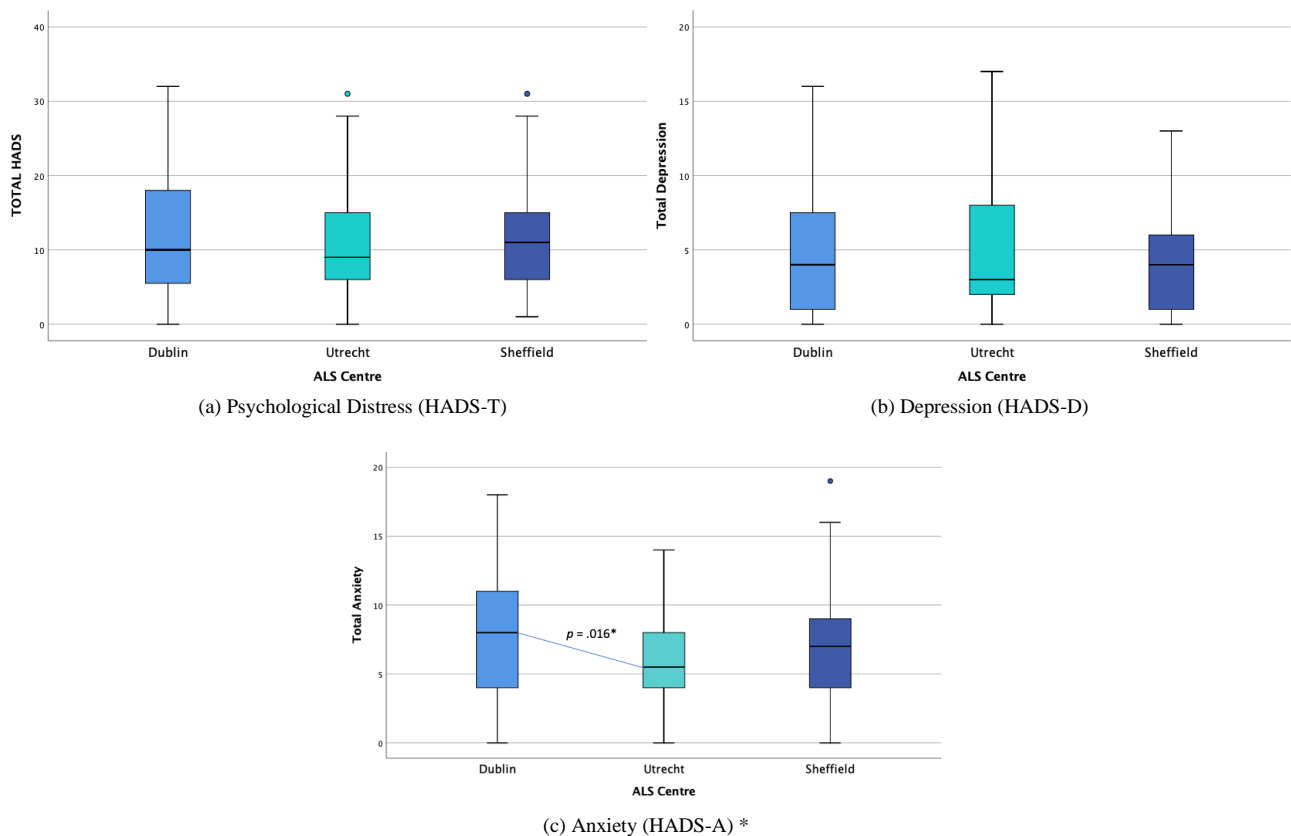 TOTAL HADS
40
30
20
10
0
Dublin Utrecht Sheffield
ALS Centre
(a) Psychological Distress (HADS-T)
Total Depression
20
15
10
5
0
Dublin Utrecht Sheffield
ALS Centre
(b) Depression (HADS-D)
Total Anxiety
20
15
10
5
0
p = .016*
Dublin Utrecht Sheffield
ALS Centre
(c) Anxiety (HADS-A) *